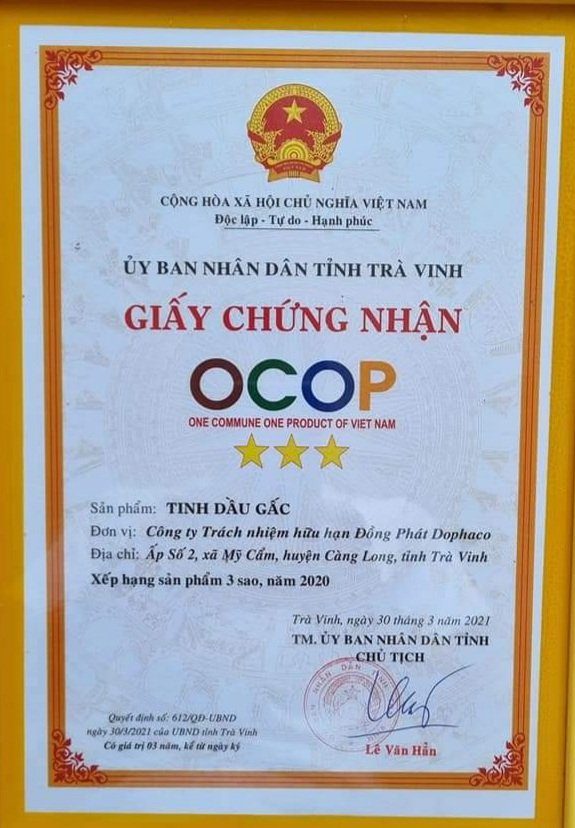 CỘNG HÒA XÃ HỘI CHỦ NGHĨA VIỆT NAM
Độc lập - Tự do - Hạnh phúc
ỦY BAN NHÂN DÂN TỈNH TRÀ VINH
GIẤY CHỨNG NHẬN
OCOP
ONE COMMUNE ONE PRODUCT OF VIET NAM
Sản phẩm: TINH DẦU GẤC
Đơn vị: Công ty Trách nhiệm hữu hạn Đồng Phát Dophaco
Địa chỉ: Ấp Số 2, xã Mỹ Cẩm, huyện Càng Long, tỉnh Trà Vinh
Xếp hạng sản phẩm 3 sao, năm 2020
Trà Vinh, ngày 30 tháng 3 năm 2021
TM. ỦY BAN NHÂN DÂN TỈNH
CHỦ TỊCH
NHÂN DÂN TỈNH
Quyết định số: 612/QĐ-UBND
ngày 30/3/2021 của UBND tỉnh Trà Vinh
Có giá trị 03 năm, kể từ ngày ký
Lê Văn Hẳn